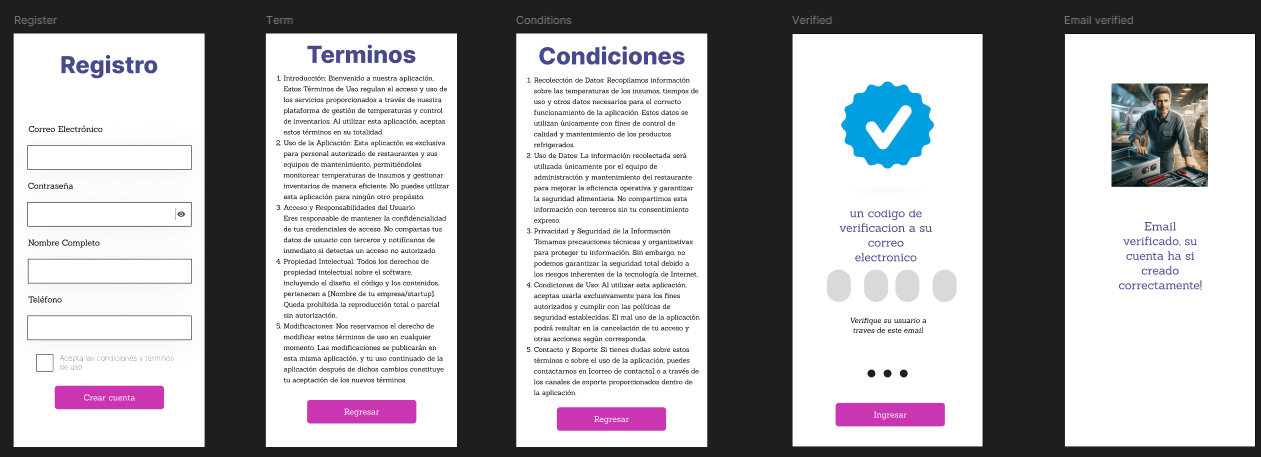 Register
Registro
Correo Electrónico
Contraseña
Nombre Completo
Teléfono
Acepta las condiciones y terminos
de uso
Crear cuenta
Term
Terminos
1. Introducción: Bienvenido a nuestra aplicación.
Estos Términos de Uso regulan el acceso y uso de
los servicios proporcionados a través de nuestra
plataforma de gestión de temperaturas y control
de inventarios. Al utilizar esta aplicación, aceptas
estos términos en su totalidad.
2. Uso de la Aplicación: Esta aplicación es exclusiva
para personal autorizado de restaurantes y sus
equipos de mantenimiento, permitiéndoles
monitorear temperaturas de insumos y gestionar
inventarios de manera eficiente. No puedes utilizar
esta aplicación para ningún otro propósito.
3. Acceso y Responsabilidades del Usuario
Eres responsable de mantener la confidencialidad
de tus credenciales de acceso. No compartas tus
datos de usuario con terceros y notifícanos de
inmediato si detectas un acceso no autorizado.
4. Propiedad Intelectual: Todos los derechos de
propiedad intelectual sobre el software,
incluyendo el diseño, el código y los contenidos,
pertenecen a [Nombre de tu empresa/startup].
Queda prohibida la reproducción total o parcial
sin autorización.
5. Modificaciones: Nos reservamos el derecho de
modificar estos términos de uso en cualquier
momento. Las modificaciones se publicarán en
esta misma aplicación, y tu uso continuado de la
aplicación después de dichos cambios constituye
tu aceptación de los nuevos términos.
Regresar
Conditions
Condiciones
1. Recolección de Datos: Recopilamos información
sobre las temperaturas de los insumos, tiempos de
uso y otros datos necesarios para el correcto
funcionamiento de la aplicación. Estos datos se
utilizan únicamente con fines de control de
calidad y mantenimiento de los productos
refrigerados.
2. Uso de Datos: La información recolectada será
utilizada únicamente por el equipo de
administración y mantenimiento del restaurante
para mejorar la eficiencia operativa y garantizar
la seguridad alimentaria. No compartimos esta
información con terceros sin tu consentimiento
expreso.
3. Privacidad y Seguridad de la Información
Tomamos precauciones técnicas y organizativas
para proteger tu información. Sin embargo, no
podemos garantizar la seguridad total debido a
los riesgos inherentes de la tecnología de Internet.
4. Condiciones de Uso: Al utilizar esta aplicación,
aceptas usarla exclusivamente para los fines
autorizados y cumplir con las políticas de
seguridad establecidas. El mal uso de la aplicación
podrá resultar en la cancelación de tu acceso y
otras acciones según corresponda.
5. Contacto y Soporte: Si tienes dudas sobre estos
términos o sobre el uso de la aplicación, puedes
contactarnos en [correo de contacto] o a través de
los canales de soporte proporcionados dentro de
la aplicación.
Regresar
Verified
un codigo de
verificacion a su
correo
electronico
Verifique su usuario a
traves de este email
Ingresar
Email verified
Email
verificado, su
cuenta ha si
creado
correctamente!